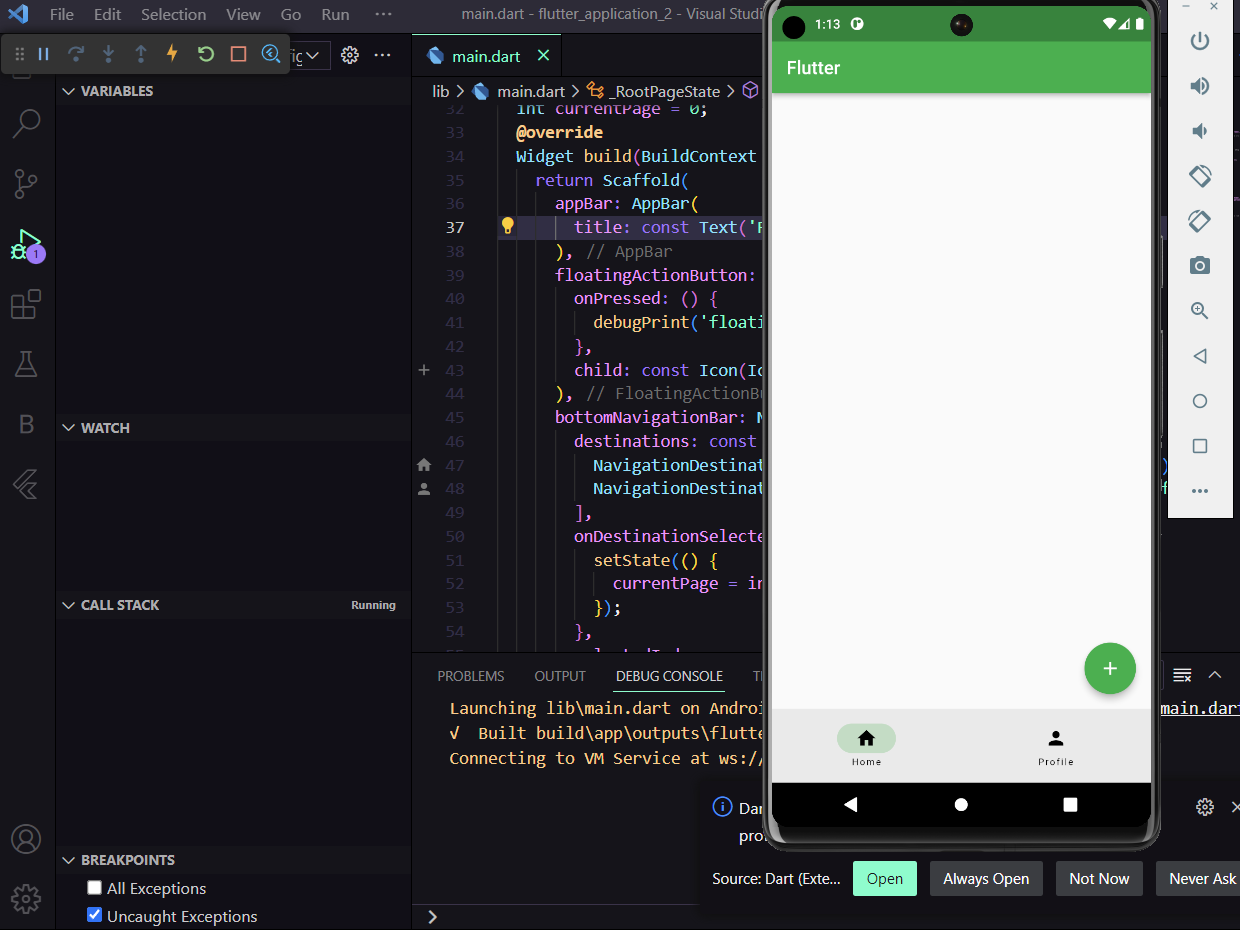 File Edit Selection View Go Run ··· main.dart - flutter_application_2 - Visual Studi
main.dart
lib > main.dart > _RootPageState >
VARIABLES
WATCH
CALL STACK Running
BREAKPOINTS
All Exceptions
Uncaught Exceptions
1
B
32 int currentPage = 0;
33 @override
34 Widget build(BuildContext
35 return Scaffold(
36 appBar: AppBar(
37 title: const Text('F
38 ), // AppBar
39 floatingActionButton:
40 onPressed: () {
41 debugPrint('floati
42 },
43 child: const Icon(Ic
44 ), // FloatingActionBu
45 bottomNavigationBar: N
46 destinations: const
47 NavigationDestinat
48 NavigationDestinat
49 ],
50 onDestinationSelecte
51 setState(() {
52 currentPage = in
53 });
54 },
PROBLEMS OUTPUT DEBUG CONSOLE
Launching lib\main.dart on Androi
√ Built build\app\outputs\flutte
Connecting to VM Service at ws://
main.dart
1:13
Flutter
Home Profile
Dar
Source: Dart (Exte... Open Always Open Not Now Never Ask